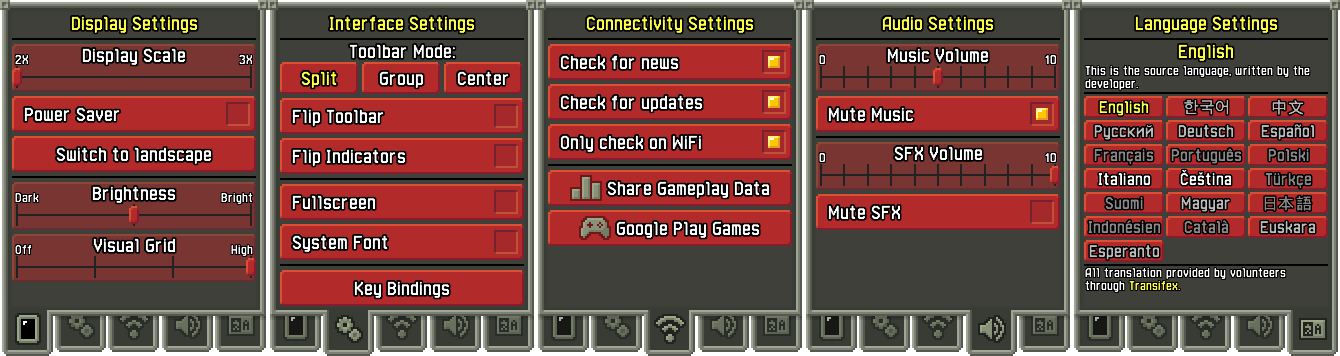 Display Settings
Display Scale
2X 3X
Power Saver
Switch to landscape
Brightness
Dark Bright
Visual Grid
Off High
Interface Settings
Toolbar Mode:
Split Group Center
Flip Toolbar
Flip Indicators
Fullscreen
System Font
Key Bindings
Connectivity Settings
Check for news
Check for updates
Only check on WiFi
Share Gameplay Data
Google Play Games
Audio Settings
Music Volume
0 10
Mute Music
SFX Volume
0 10
Mute SFX
Language Settings
English
This is the source language, written by the
developer.
English 한국어 中文
Русский Deutsch Español
Français Português Polski
Italiano Čeština Türkçe
Suomi Magyar 日本語
Indonésien Català Euskara
Esperanto
All translation provided by volunteers
through Transifex.